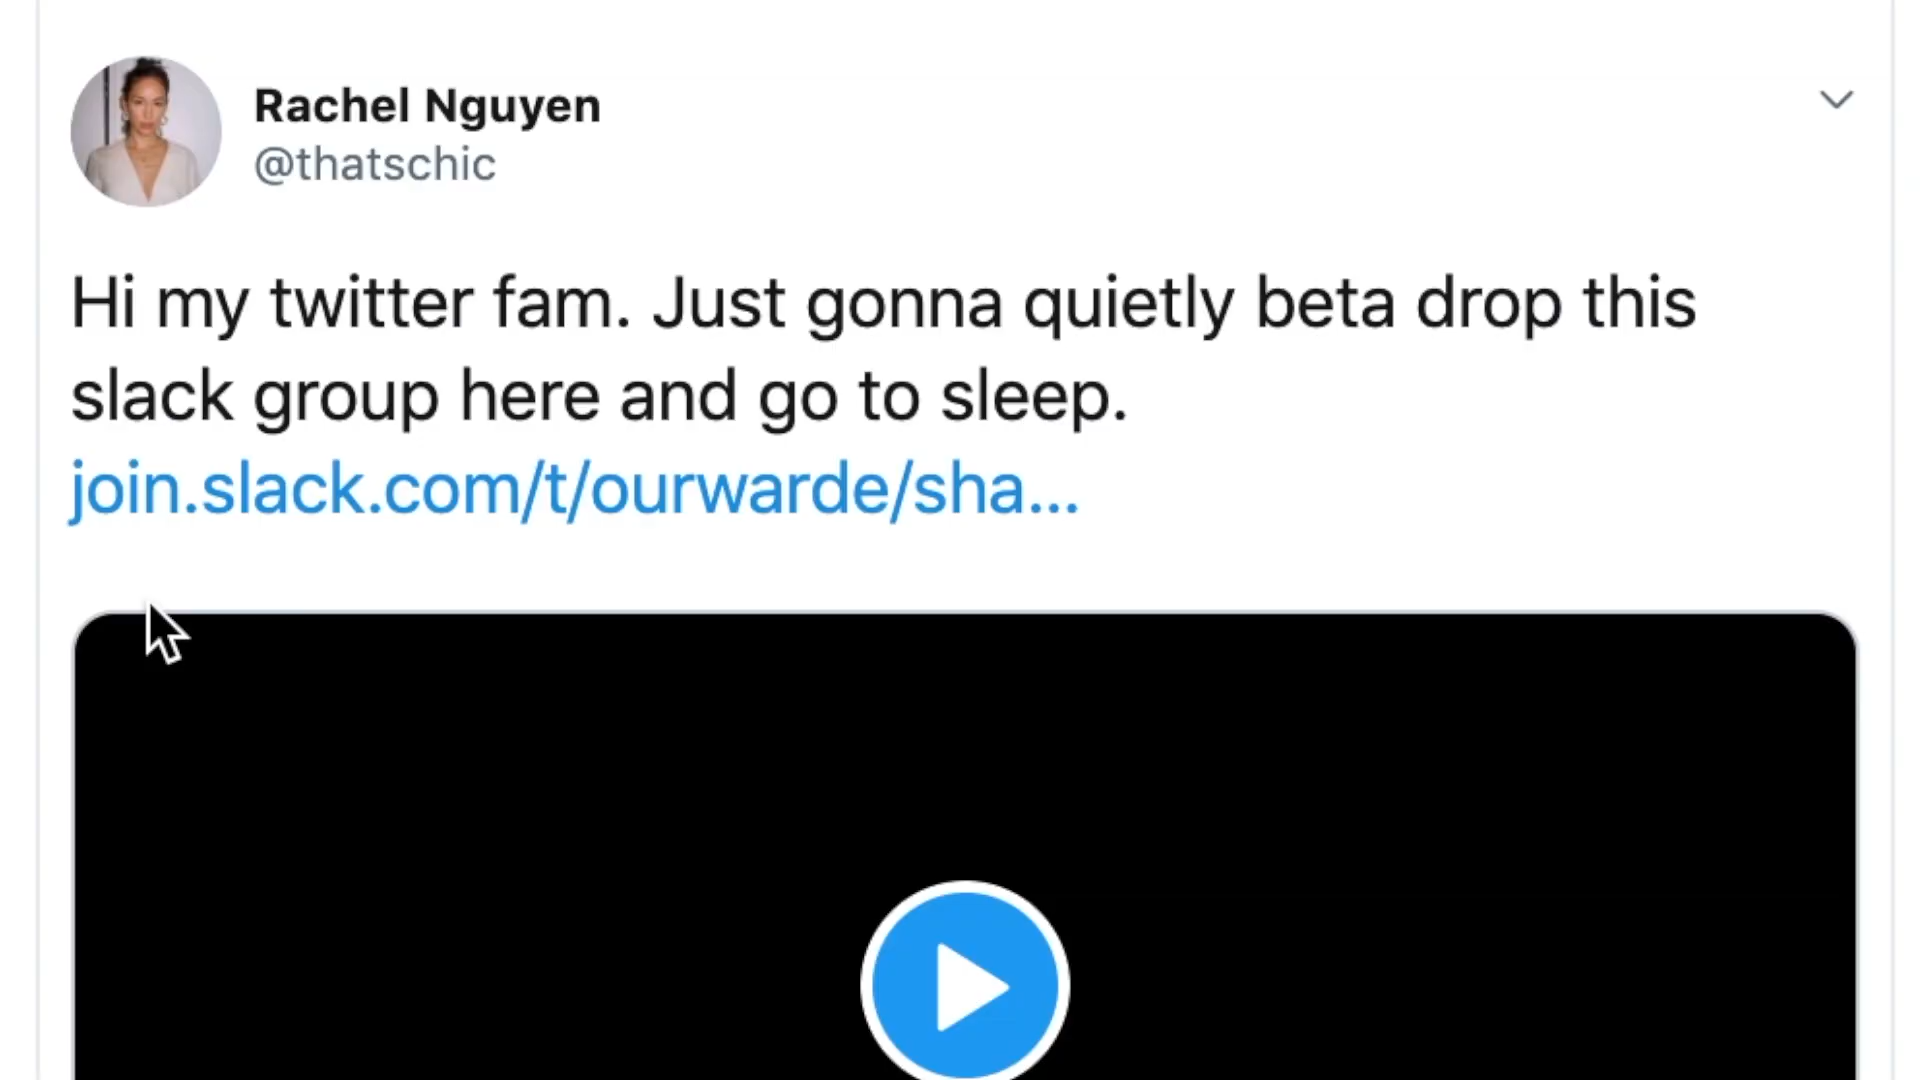 Rachel Nguyen
@thatschic
Hi my twitter fam. Just gonna quietly beta drop this
slack group here and go to sleep.
join.slack.com/t/ourwarde/sha...